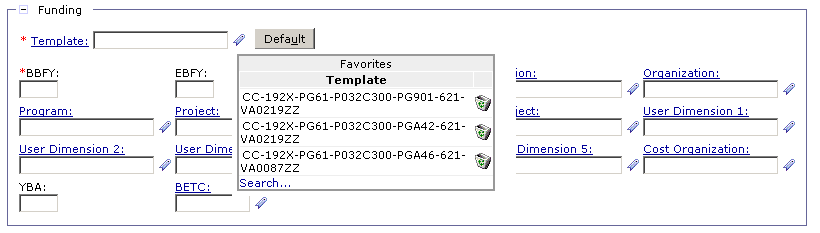 Funding
* Template: Default
Favorites
Template
CC-192X-PG61-P032C300-PG901-621-
VA0219ZZ
CC-192X-PG61-P032C300-PGA42-621-
VA0219ZZ
CC-192X-PG61-P032C300-PGA46-621-
VA0087ZZ
Search...
*BBFY: EBFY: ion: Organization:
Program: Project: ject: User Dimension 1:
User Dimension 2: User Dime Dimension 5: Cost Organization:
YBA: BETC: